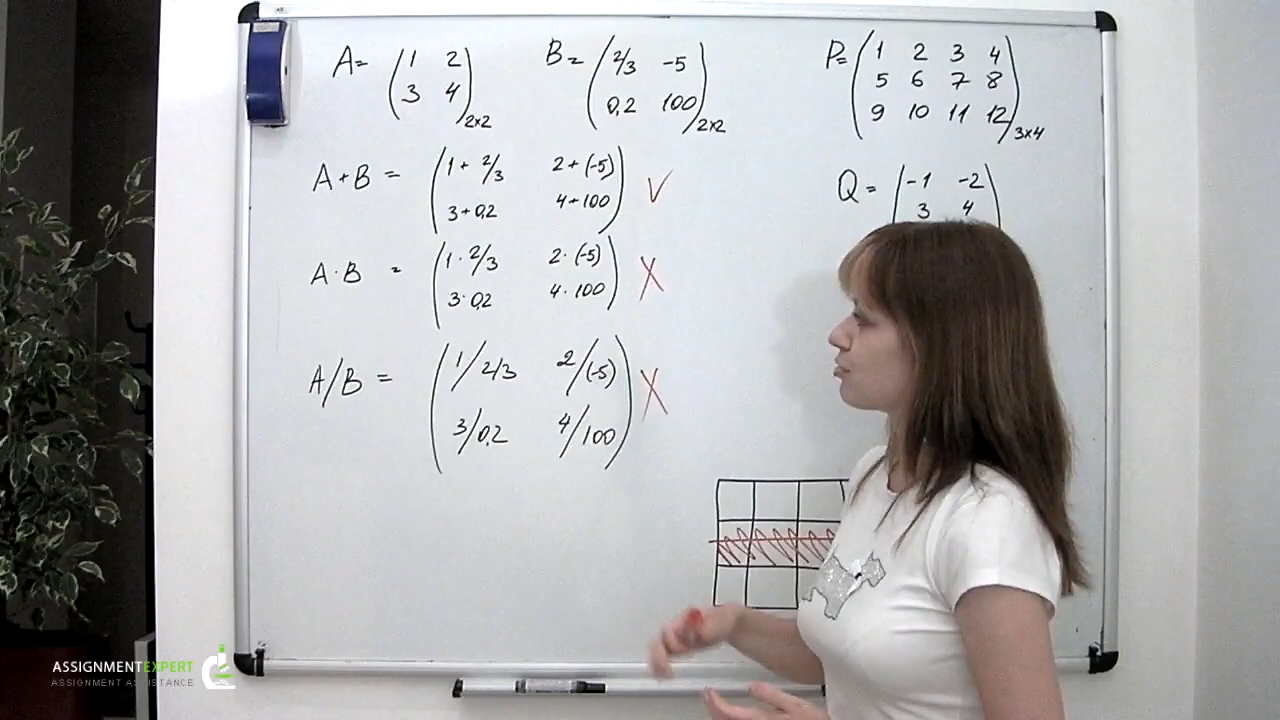 A= (1 2
3 4)2x2
B= (2/3 -5
0,2 100)2x2
P= (1 2 3 4
5 6 7 8
9 10 11 12)3x4
A+B = (1+ 2/3 2+(-5)
3+0,2 4+100) V
A·B = (1·2/3 2·(-5)
3·0,2 4·100) X
A/B = (1/2/3 2/(-5)
3/0,2 4/100) X
Q= (-1 -2
3 4
ASSIGNMENTEXPERT
ASSIGNMENT ASSISTANCE